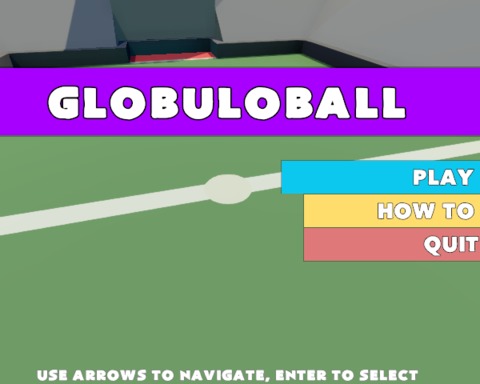 GLOBULOBALL
PLAY
HOW TO
QUIT
USE ARROWS TO NAVIGATE, ENTER TO SELECT